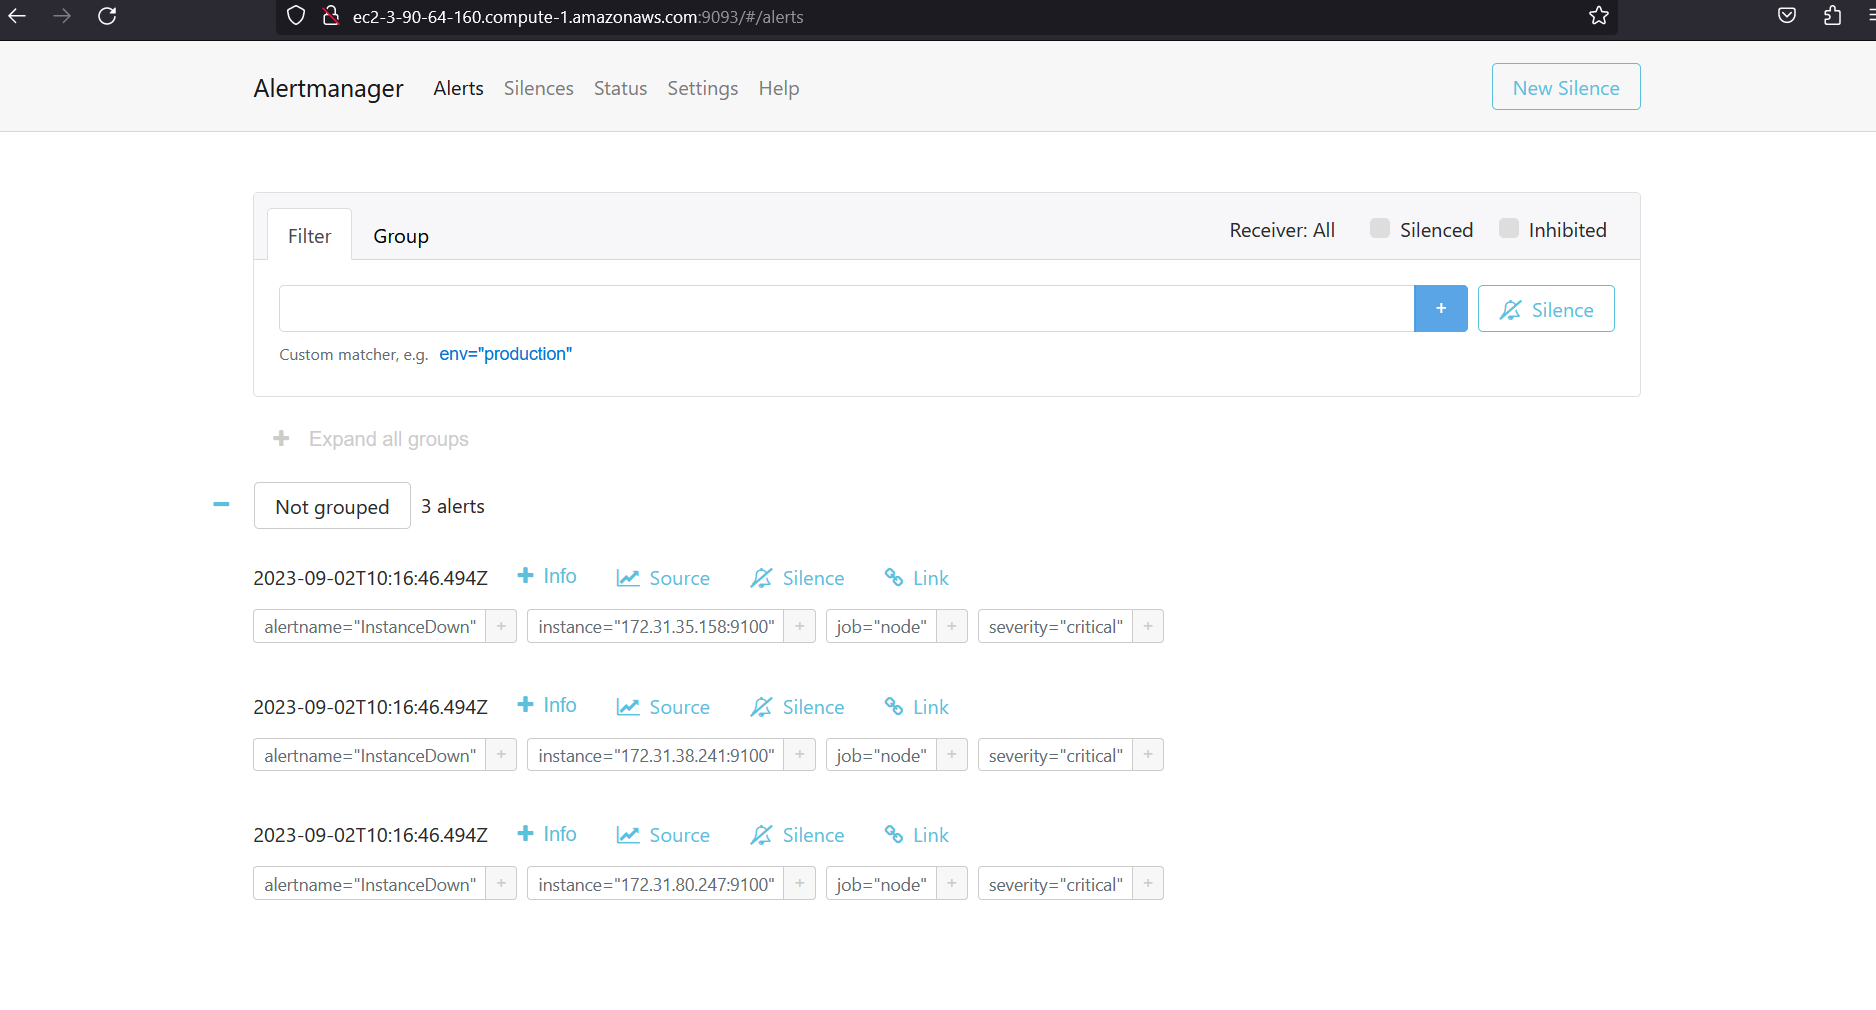 ec2-3-90-64-160.compute-1.amazonaws.com:9093/#/alerts
Alertmanager Alerts Silences Status Settings Help New Silence
Filter Group Receiver: All Silenced Inhibited
+ Silence
Custom matcher, e.g. env="production"
+ Expand all groups
Not grouped 3 alerts
2023-09-02T10:16:46.494Z + Info Source Silence Link
alertname="InstanceDown" + instance="172.31.35.158:9100" + job="node" + severity="critical" +
2023-09-02T10:16:46.494Z + Info Source Silence Link
alertname="InstanceDown" + instance="172.31.38.241:9100" + job="node" + severity="critical" +
2023-09-02T10:16:46.494Z + Info Source Silence Link
alertname="InstanceDown" + instance="172.31.80.247:9100" + job="node" + severity="critical" +